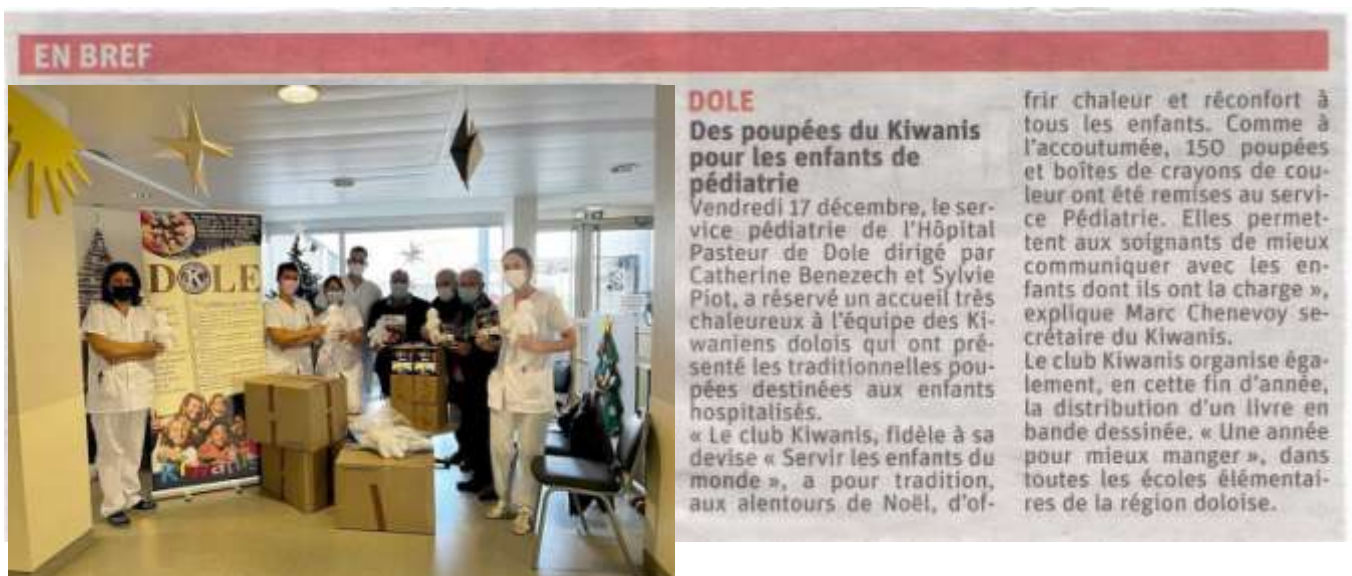 EN BREF
DOLE
Kiwanis
DOLE
Des poupées du Kiwanis
pour les enfants de
pédiatrie
Vendredi 17 décembre, le ser-
vice pédiatrie de l'Hôpital
Pasteur de Dole dirigé par
Catherine Benezech et Sylvie
Piot, a réservé un accueil très
chaleureux à l'équipe des Ki-
waniens dolois qui ont pré-
senté les traditionnelles pou-
pées destinées aux enfants
hospitalisés.
« Le club Kiwanis, fidèle à sa
devise « Servir les enfants du
monde », a pour tradition,
aux alentours de Noël, d'of-
frir chaleur et réconfort à
tous les enfants. Comme à
l'accoutumée, 150 poupées
et boîtes de crayons de cou-
leur ont été remises au servi-
ce Pédiatrie. Elles permet-
tent aux soignants de mieux
communiquer avec les en-
fants dont ils ont la charge »,
explique Marc Chenevoy se-
crétaire du Kiwanis.
Le club Kiwanis organise éga-
lement, en cette fin d'année,
la distribution d'un livre en
bande dessinée. « Une année
pour mieux manger », dans
toutes les écoles élémentai-
res de la région doloise.